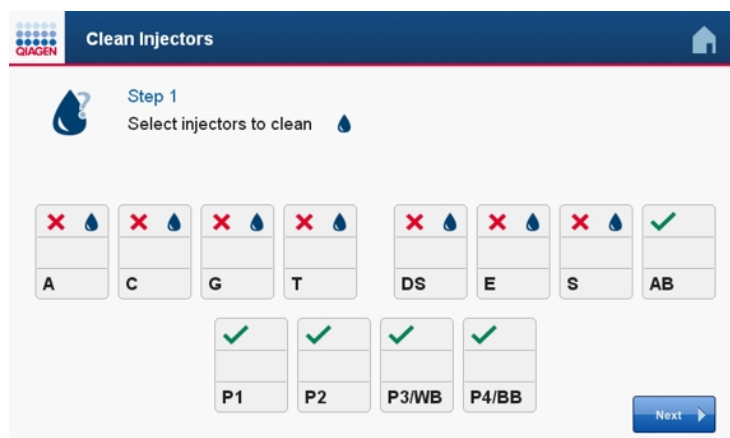 QIAGEN
Clean Injectors
Step 1
Select injectors to clean
A C G T DS E S AB
P1 P2 P3/WB P4/BB
Next